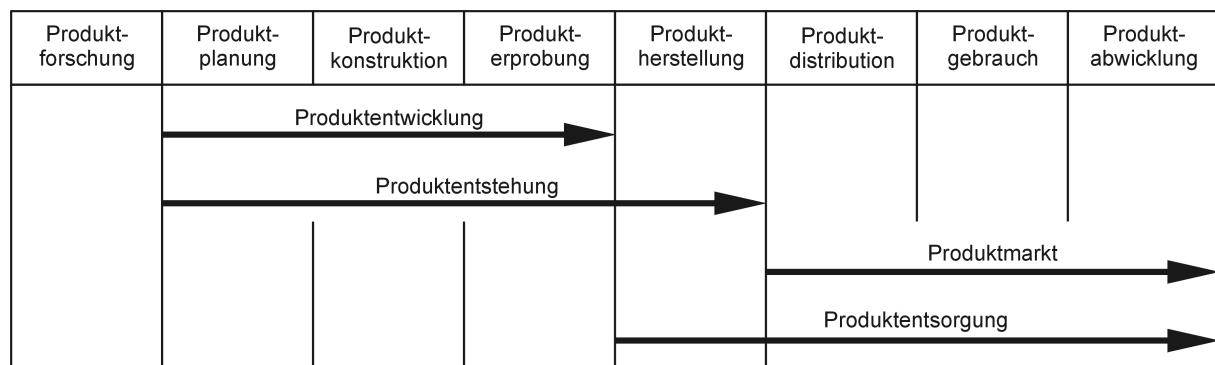 Produkt-
forschung
Produkt-
planung
Produkt-
konstruktion
Produkt-
erprobung
Produkt-
herstellung
Produkt-
distribution
Produkt-
gebrauch
Produkt-
abwicklung
Produktentwicklung
Produktentstehung
Produktmarkt
Produktentsorgung